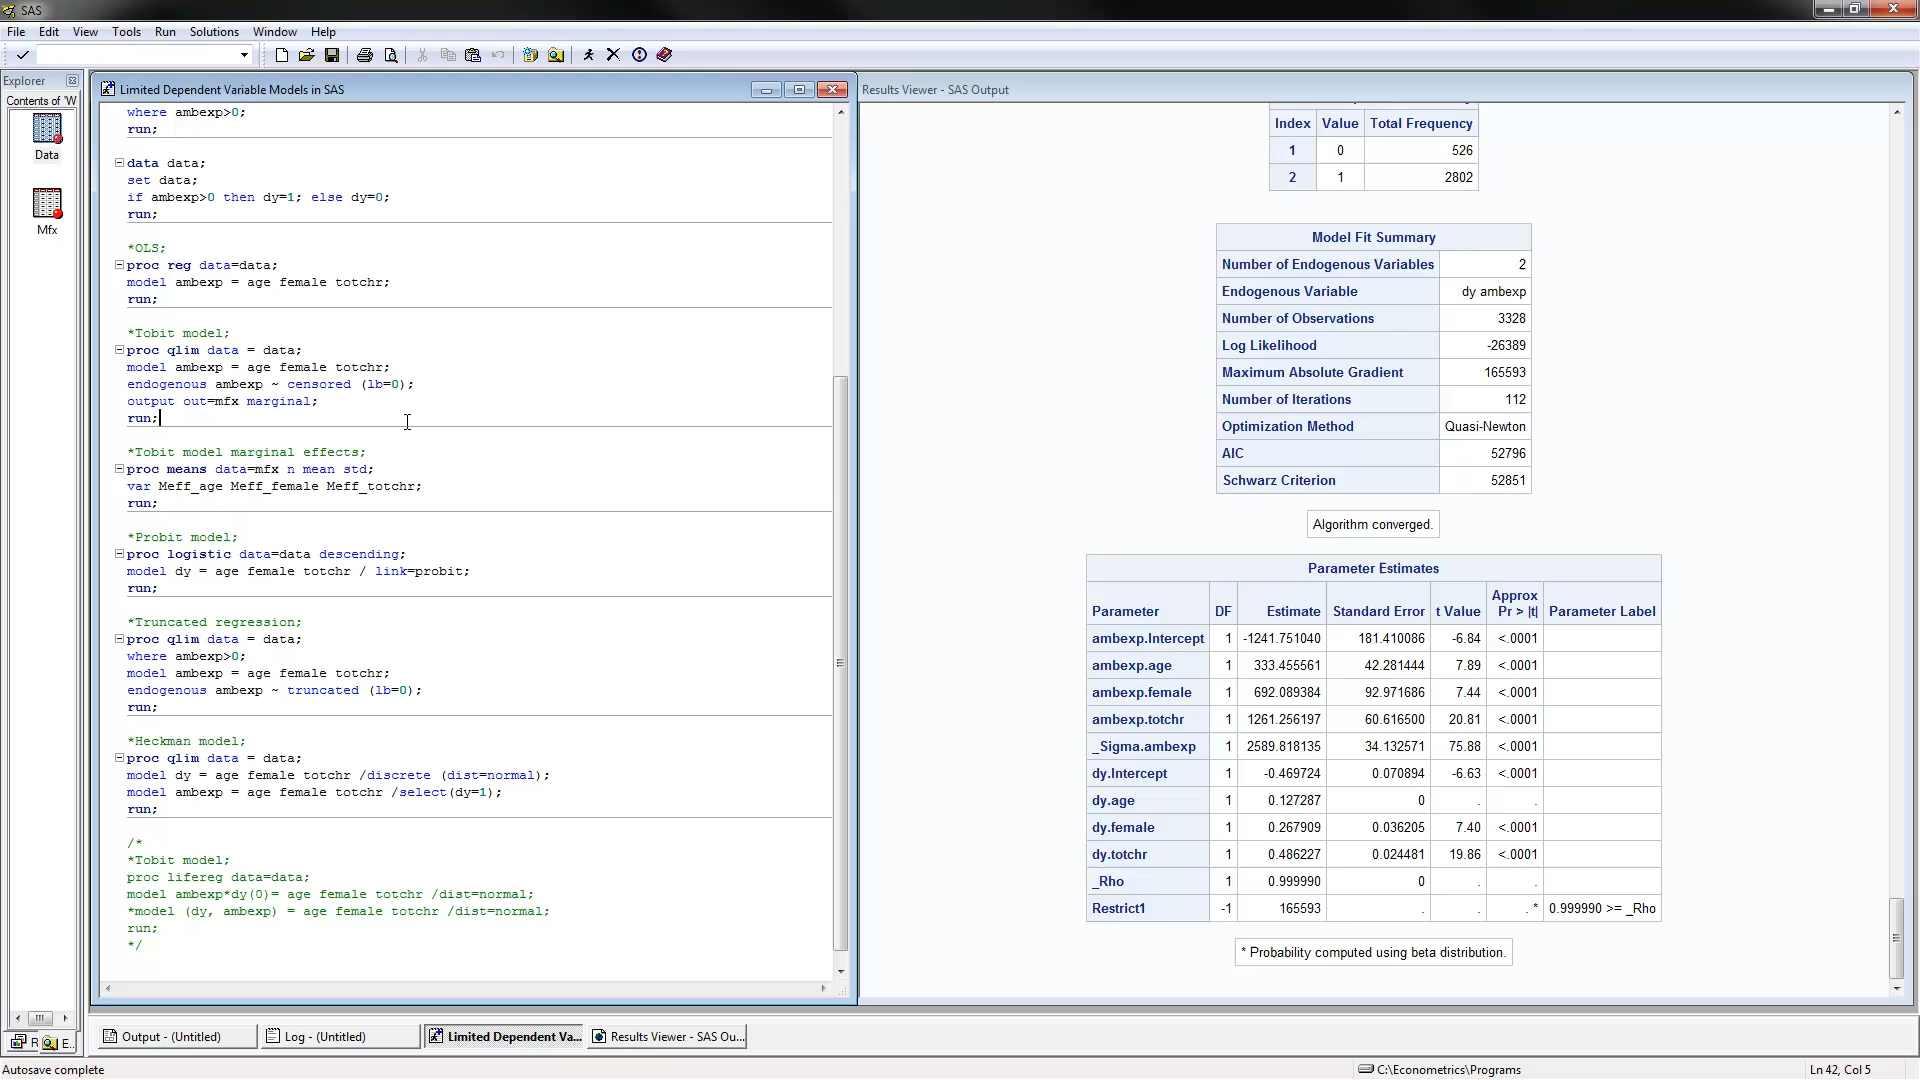 SAS
File Edit View Tools Run Solutions Window Help
Explorer
Contents of 'W
Data
Mfx
R
E..
Limited Dependent Variable Models in SAS
where ambexp>0;
run;
data data;
set data;
if ambexp>0 then dy=1; else dy=0;
run;
*OLS;
proc reg data=data;
model ambexp = age female totchr;
run;
*Tobit model;
proc qlim data = data;
model ambexp = age female totchr;
endogenous ambexp ~ censored (lb=0);
output out=mfx marginal;
run;
*Tobit model marginal effects;
proc means data=mfx n mean std;
var Meff_age Meff_female Meff_totchr;
run;
*Probit model;
proc logistic data=data descending;
model dy = age female totchr / link=probit;
run;
*Truncated regression;
proc qlim data = data;
where ambexp>0;
model ambexp = age female totchr;
endogenous ambexp ~ truncated (lb=0);
run;
*Heckman model;
proc qlim data = data;
model dy = age female totchr /discrete (dist=normal);
model ambexp = age female totchr /select(dy=1);
run;
/*
*Tobit model;
proc lifereg data=data;
model ambexp*dy(0)= age female totchr /dist=normal;
*model (dy, ambexp) = age female totchr /dist=normal;
run;
*/
Results Viewer - SAS Output
Index Value Total Frequency
1 0 526
2 1 2802
Model Fit Summary
Number of Endogenous Variables 2
Endogenous Variable dy ambexp
Number of Observations 3328
Log Likelihood -26389
Maximum Absolute Gradient 165593
Number of Iterations 112
Optimization Method Quasi-Newton
AIC 52796
Schwarz Criterion 52851
Algorithm converged.
Parameter Estimates
Parameter DF Estimate Standard Error t Value Approx Pr > |t| Parameter Label
ambexp.Intercept 1 -1241.751040 181.410086 -6.84 <.0001
ambexp.age 1 333.455561 42.281444 7.89 <.0001
ambexp.female 1 692.089384 92.971686 7.44 <.0001
ambexp.totchr 1 1261.256197 60.616500 20.81 <.0001
_Sigma.ambexp 1 2589.818135 34.132571 75.88 <.0001
dy.Intercept 1 -0.469724 0.070894 -6.63 <.0001
dy.age 1 0.127287 0 . .
dy.female 1 0.267909 0.036205 7.40 <.0001
dy.totchr 1 0.486227 0.024481 19.86 <.0001
_Rho 1 0.999990 0 . .
Restrict1 -1 165593 . . . * 0.999990 >= _Rho
* Probability computed using beta distribution.
Output - (Untitled) Log - (Untitled) Limited Dependent Va... Results Viewer - SAS Ou...
Autosave complete C:\Econometrics\Programs Ln 42, Col 5